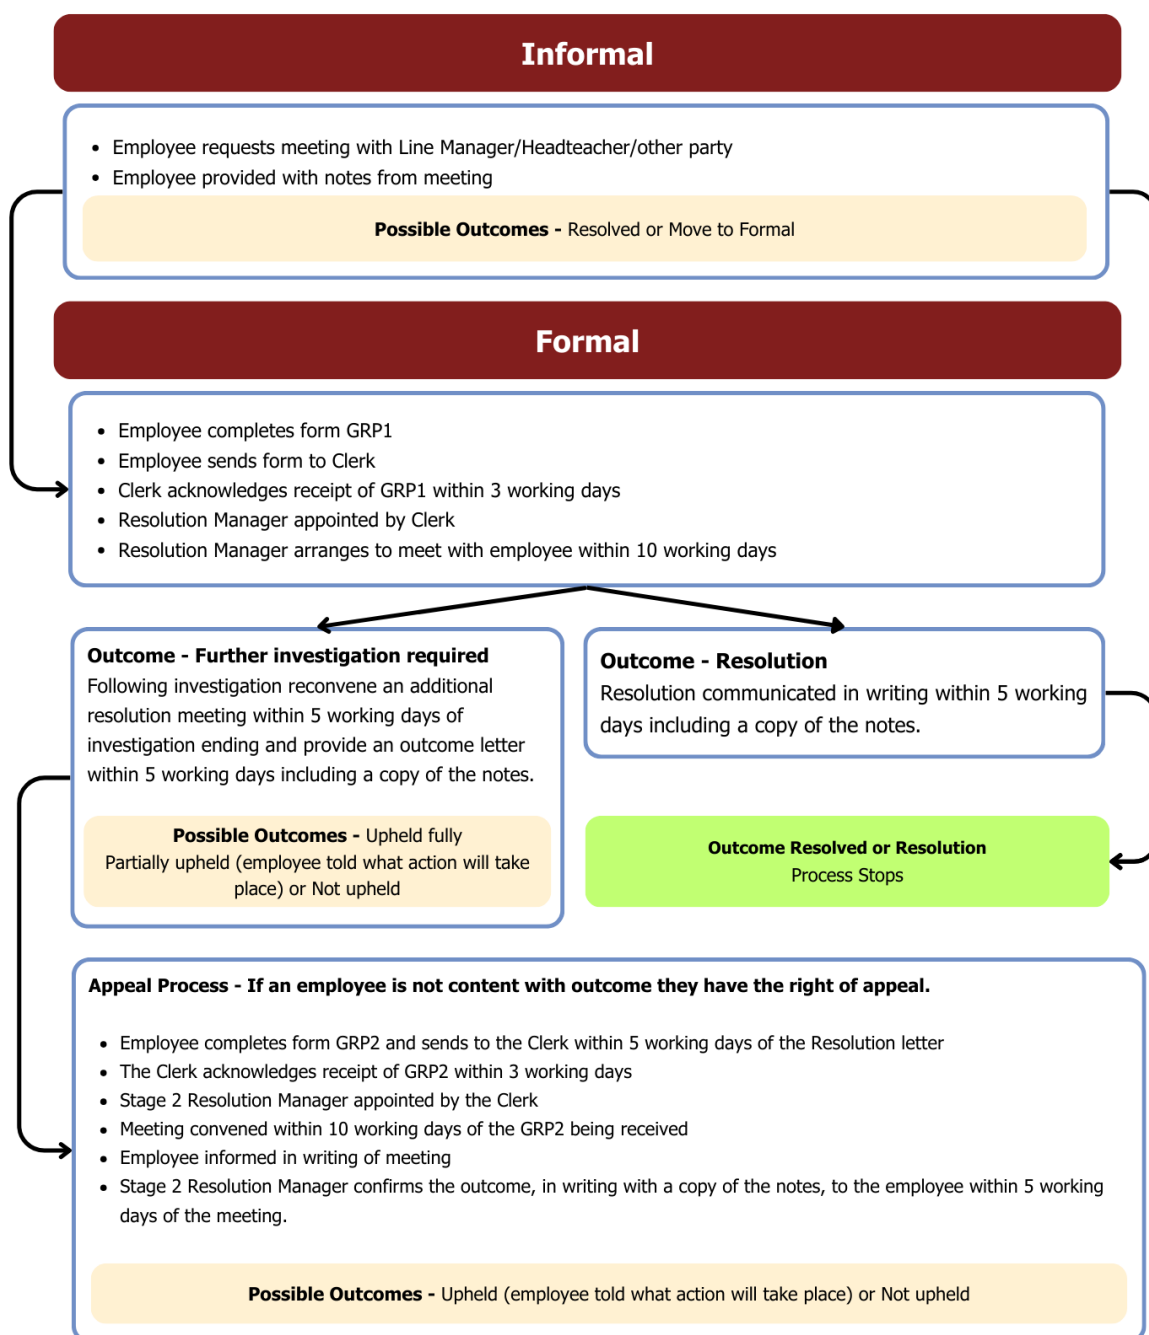 Informal
• Employee requests meeting with Line Manager/Headteacher/other party
• Employee provided with notes from meeting
Possible Outcomes - Resolved or Move to Formal
Formal
• Employee completes form GRP1
• Employee sends form to Clerk
• Clerk acknowledges receipt of GRP1 within 3 working days
• Resolution Manager appointed by Clerk
• Resolution Manager arranges to meet with employee within 10 working days
Outcome - Further investigation required
Following investigation reconvene an additional
resolution meeting within 5 working days of
investigation ending and provide an outcome letter
within 5 working days including a copy of the notes.
Possible Outcomes - Upheld fully
Partially upheld (employee told what action will take
place) or Not upheld
Outcome - Resolution
Resolution communicated in writing within 5 working
days including a copy of the notes.
Outcome Resolved or Resolution
Process Stops
Appeal Process - If an employee is not content with outcome they have the right of appeal.
• Employee completes form GRP2 and sends to the Clerk within 5 working days of the Resolution letter
• The Clerk acknowledges receipt of GRP2 within 3 working days
• Stage 2 Resolution Manager appointed by the Clerk
• Meeting convened within 10 working days of the GRP2 being received
• Employee informed in writing of meeting
• Stage 2 Resolution Manager confirms the outcome, in writing with a copy of the notes, to the employee within 5 working
days of the meeting.
Possible Outcomes - Upheld (employee told what action will take place) or Not upheld